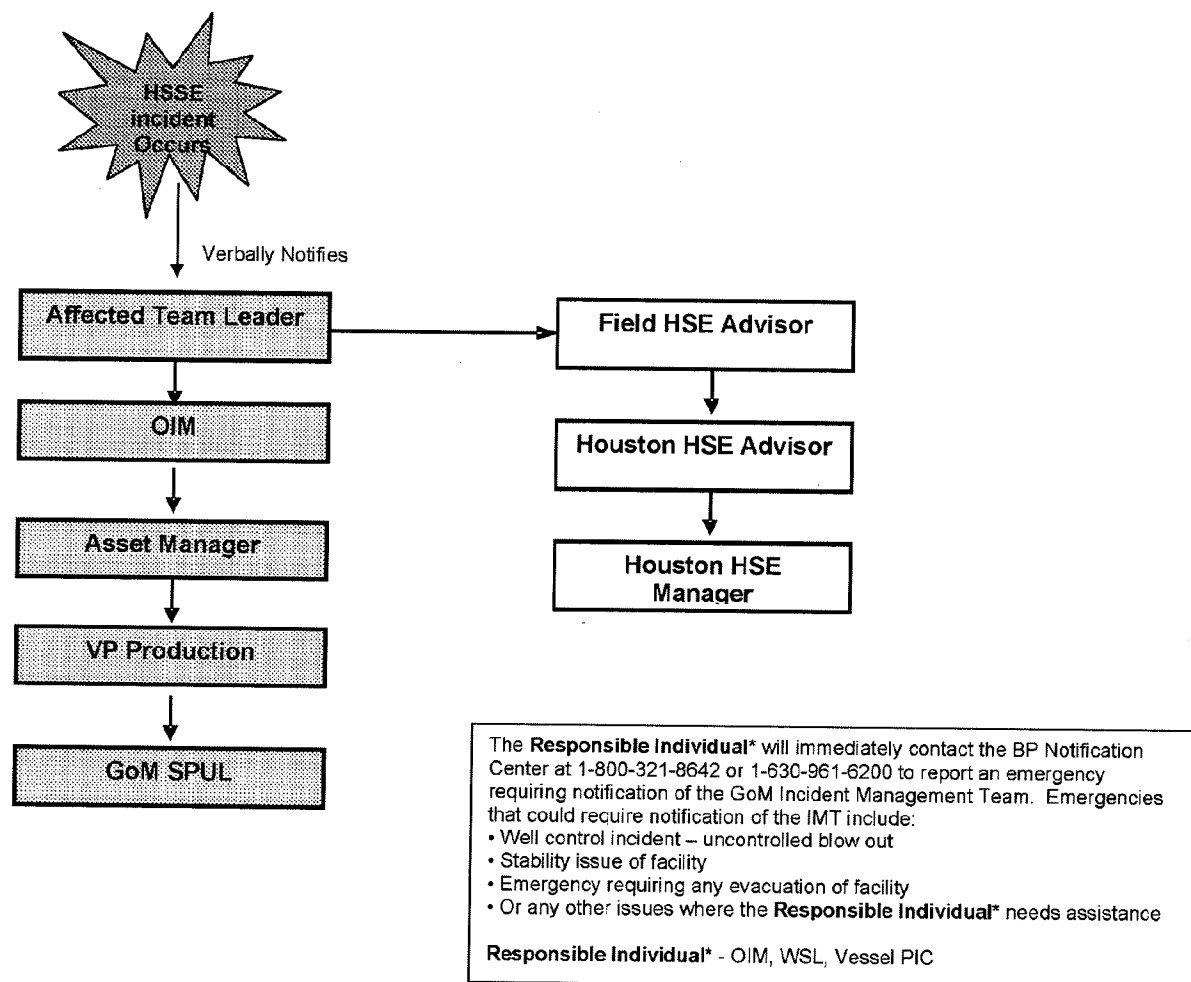 HSSE
incident
Occurs
Verbally Notifies
Affected Team Leader
Field HSE Advisor
OIM
Houston HSE Advisor
Asset Manager
Houston HSE
Manager
VP Production
GoM SPUL
The Responsible Individual* will immediately contact the BP Notification
Center at 1-800-321-8642 or 1-630-961-6200 to report an emergency
requiring notification of the GoM Incident Management Team. Emergencies
that could require notification of the IMT include:
• Well control incident – uncontrolled blow out
• Stability issue of facility
• Emergency requiring any evacuation of facility
• Or any other issues where the Responsible Individual* needs assistance
Responsible Individual* - OIM, WSL, Vessel PIC